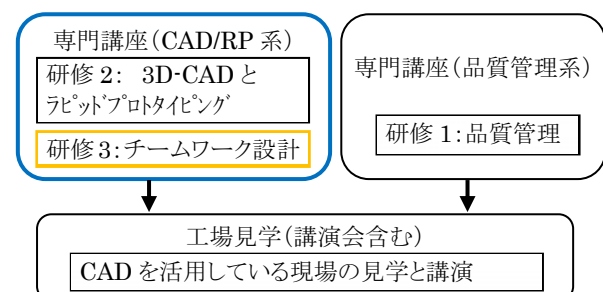 専門講座(CAD/RP 系)
研修 2: 3D-CAD と
ﾗﾋﾟｯﾄﾞﾌﾟﾛﾄﾀｲﾋﾟﾝｸﾞ
研修 3:チームワーク設計
専門講座(品質管理系)
研修 1:品質管理
工場見学(講演会含む)
CAD を活用している現場の見学と講演